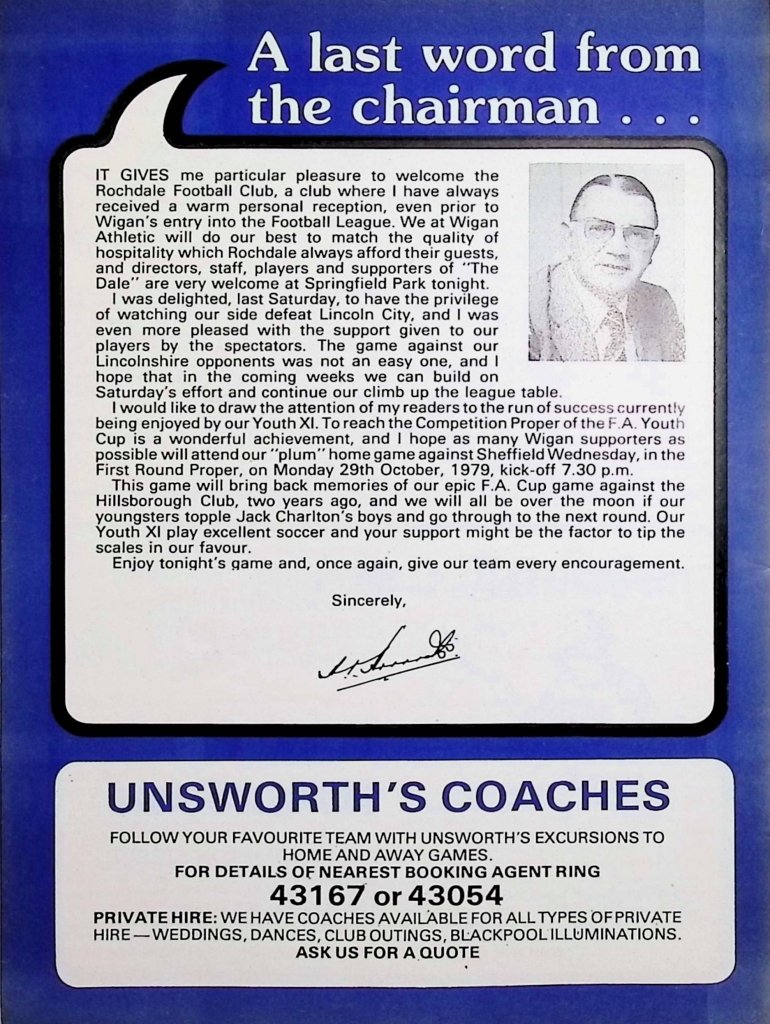 A last word from
the chairman . . .
IT GIVES me particular pleasure to welcome the
Rochdale Football Club, a club where I have always
received a warm personal reception, even prior to
Wigan's entry into the Football League. We at Wigan
Athletic will do our best to match the quality of
hospitality which Rochdale always afford their guests,
and directors, staff, players and supporters of "The
Dale" are very welcome at Springfield Park tonight.
I was delighted, last Saturday, to have the privilege
of watching our side defeat Lincoln City, and I was
even more pleased with the support given to our
players by the spectators. The game against our
Lincolnshire opponents was not an easy one, and I
hope that in the coming weeks we can build on
Saturday's effort and continue our climb up the league table.
I would like to draw the attention of my readers to the run of success currently
being enjoyed by our Youth XI. To reach the Competition Proper of the F.A. Youth
Cup is a wonderful achievement, and I hope as many Wigan supporters as
possible will attend our "plum" home game against Sheffield Wednesday, in the
First Round Proper, on Monday 29th October, 1979, kick-off 7.30 p.m.
This game will bring back memories of our epic F.A. Cup game against the
Hillsborough Club, two years ago, and we will all be over the moon if our
youngsters topple Jack Charlton's boys and go through to the next round. Our
Youth XI play excellent soccer and your support might be the factor to tip the
scales in our favour.
Enjoy tonight's game and, once again, give our team every encouragement.
Sincerely,
UNSWORTH'S COACHES
FOLLOW YOUR FAVOURITE TEAM WITH UNSWORTH'S EXCURSIONS TO
HOME AND AWAY GAMES.
FOR DETAILS OF NEAREST BOOKING AGENT RING
43167 or 43054
PRIVATE HIRE: WE HAVE COACHES AVAILABLE FOR ALL TYPES OF PRIVATE
HIRE — WEDDINGS, DANCES, CLUB OUTINGS, BLACKPOOL ILLUMINATIONS.
ASK US FOR A QUOTE